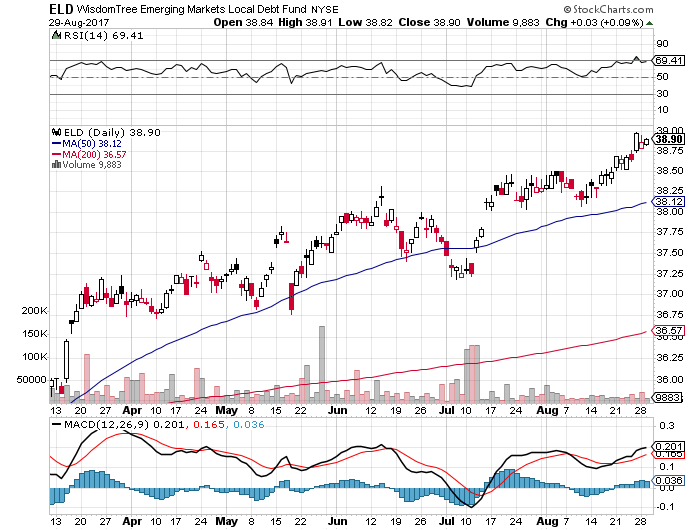 ELD WisdomTree Emerging Markets Local Debt Fund NYSE © StockCharts.com
29-Aug-2017 Open 38.84 High 38.91 Low 38.82 Close 38.90 Volume 9,883 Chg +0.03 (+0.09%)
RSI(14) 69.41
90
69.41
50
30
10
ELD (Daily) 38.90
MA(50) 38.12
MA(200) 36.57
Volume 9,883
39.00
38.90
38.75
38.50
38.25
38.12
38.00
37.75
37.50
37.25
37.00
200K 36.75
150K 36.57
36.50
100K 36.25
50000 36.00
9883
13 20 Apr 10 17 24 May 8 15 22 Jun 12 19 26 Jul 10 17 24 Aug 7 14 21 28
MACD(12,26,9) 0.201, 0.165, 0.036
0.3
0.201
0.165
0.1
0.036
-0.1
13 20 Apr 10 17 24 May 8 15 22 Jun 12 19 26 Jul 10 17 24 Aug 7 14 21 28